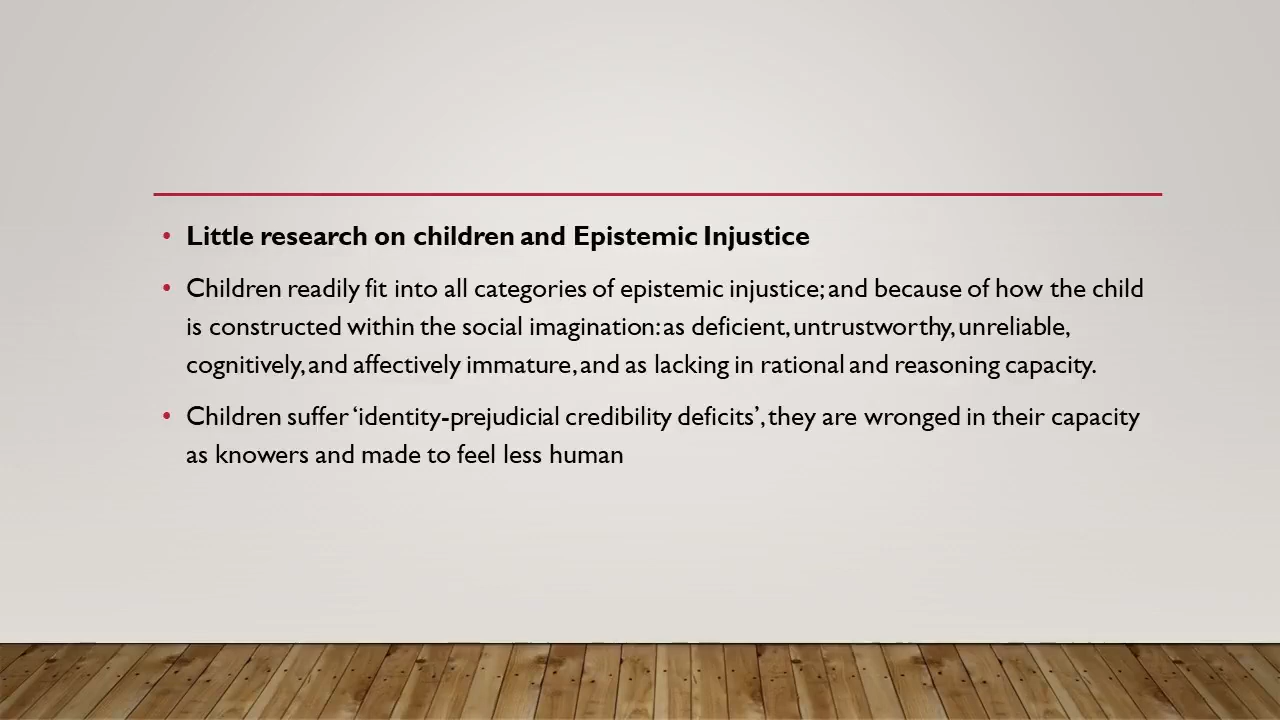 • Little research on children and Epistemic Injustice
• Children readily fit into all categories of epistemic injustice; and because of how the child
is constructed within the social imagination: as deficient, untrustworthy, unreliable,
cognitively, and affectively immature, and as lacking in rational and reasoning capacity.
• Children suffer ‘identity-prejudicial credibility deficits’, they are wronged in their capacity
as knowers and made to feel less human